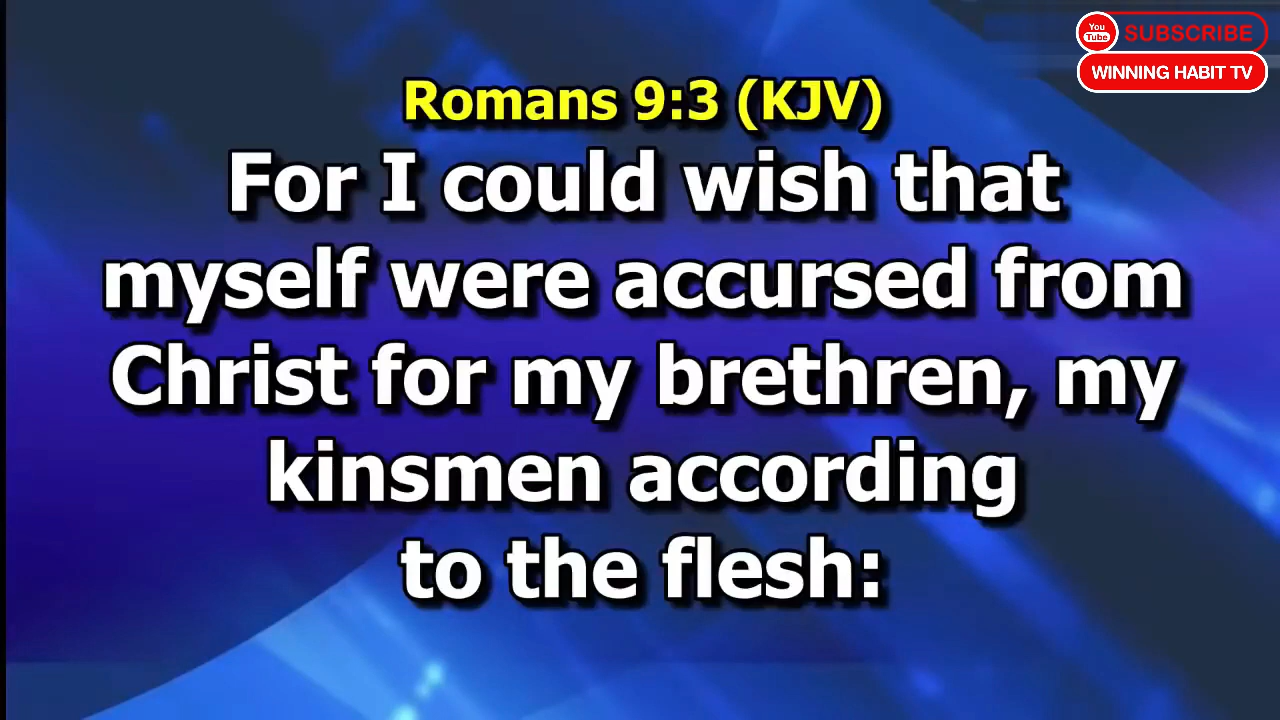 You
Tube
SUBSCRIBE
WINNING HABIT TV
Romans 9:3 (KJV)
For I could wish that
myself were accursed from
Christ for my brethren, my
kinsmen according
to the flesh: